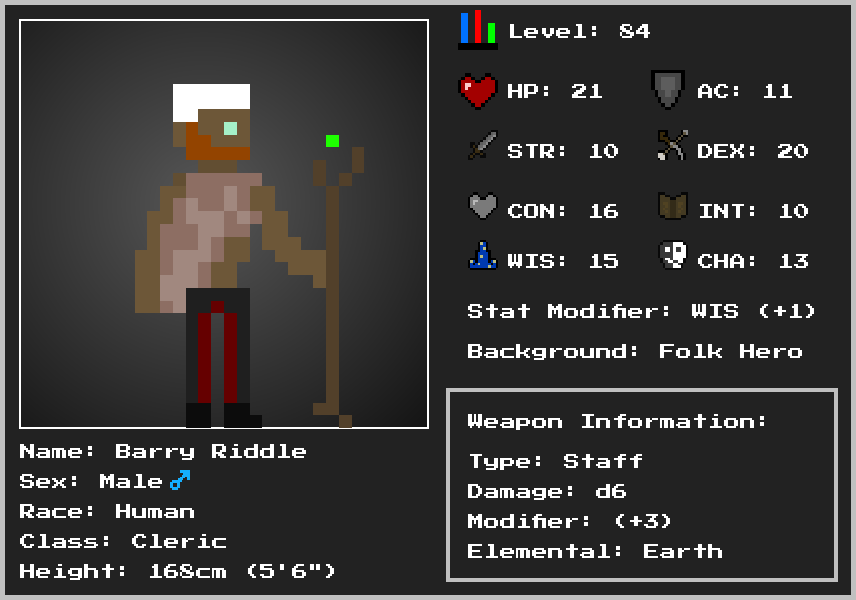 Level: 84
HP: 21
AC: 11
STR: 10
DEX: 20
CON: 16
INT: 10
WIS: 15
CHA: 13
Stat Modifier: WIS (+1)
Background: Folk Hero
Weapon Information:
Type: Staff
Damage: d6
Modifier: (+3)
Elemental: Earth
Name: Barry Riddle
Sex: Male♂
Race: Human
Class: Cleric
Height: 168cm (5'6")